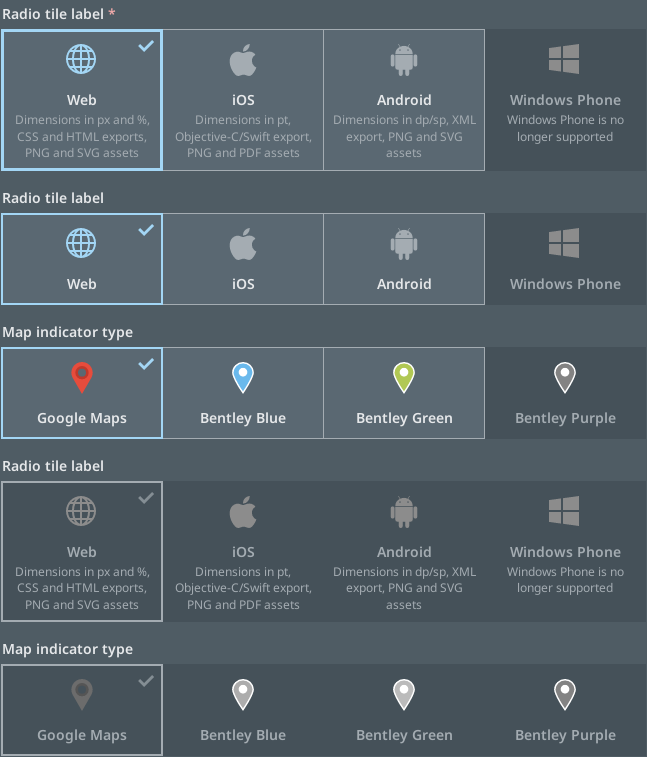 Radio tile label *
Web
Dimensions in px and %,
CSS and HTML exports,
PNG and SVG assets
iOS
Dimensions in pt,
Objective-C/Swift export,
PNG and PDF assets
Android
Dimensions in dp/sp, XML
export, PNG and SVG
assets
Windows Phone
Windows Phone is no
longer supported
Radio tile label
Web
iOS
Android
Windows Phone
Map indicator type
Google Maps
Bentley Blue
Bentley Green
Bentley Purple
Radio tile label
Web
Dimensions in px and %,
CSS and HTML exports,
PNG and SVG assets
iOS
Dimensions in pt,
Objective-C/Swift export,
PNG and PDF assets
Android
Dimensions in dp/sp, XML
export, PNG and SVG
assets
Windows Phone
Windows Phone is no
longer supported
Map indicator type
Google Maps
Bentley Blue
Bentley Green
Bentley Purple